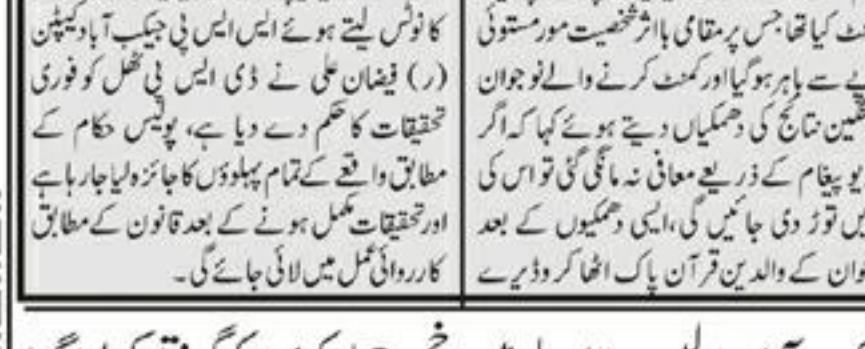 نٹ کیا تھا جس پر مقامی بااثر شخصیت مور مستوئی
پے سے باہر ہو گیا اور کمنٹ کرنے والے نوجوان
سنگین نتائج کی دھمکیاں دیتے ہوئے کہا کہ اگر
یو پیغام کے ذریعے معافی نہ مانگی گئی تو اس کی
یں توڑ دی جائیں گی، ایسی دھمکیوں کے بعد
وان کے والدین قرآن پاک اٹھا کر وڈیرے
کا نوٹس لیتے ہوئے ایس ایس پی جیکب آباد کیپٹن
(ر) فیضان علی نے ڈی ایس پی ٹھل کو فوری
تحقیقات کا حکم دے دیا ہے، پولیس حکام کے
مطابق واقعے کے تمام پہلوؤں کا جائزہ لیا جا رہا ہے
اور تحقیقات مکمل ہونے کے بعد قانون کے مطابق
کارروائی عمل میں لائی جائے گی۔